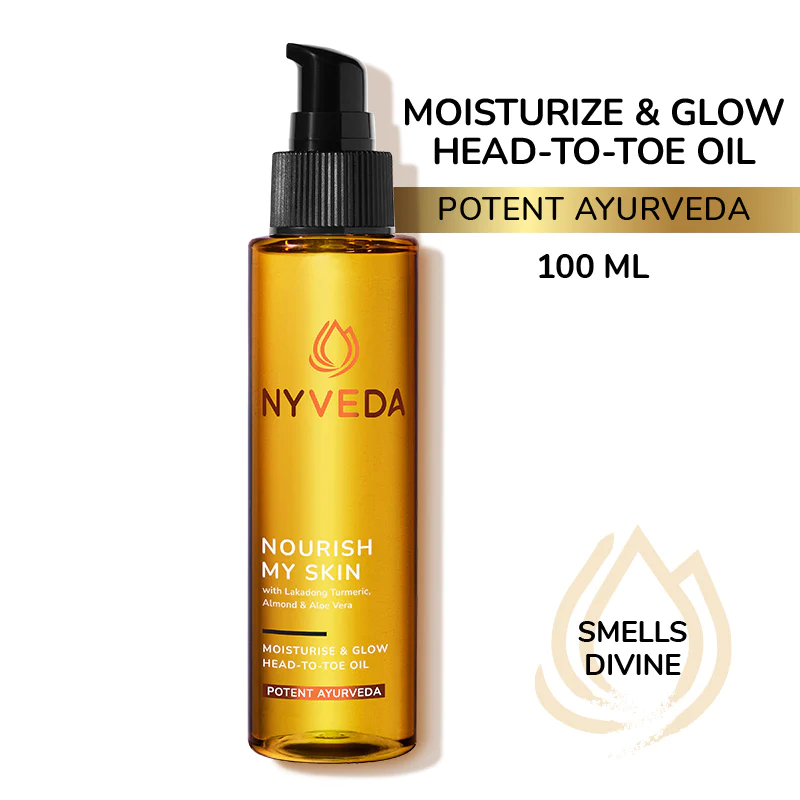 MOISTURIZE & GLOW
HEAD-TO-TOE OIL
POTENT AYURVEDA
100 ML
NYVEDA
NOURISH
MY SKIN
with Lakadong Turmeric,
Almond & Aloe Vera
MOISTURISE & GLOW
HEAD-TO-TOE OIL
POTENT AYURVEDA
SMELLS
DIVINE